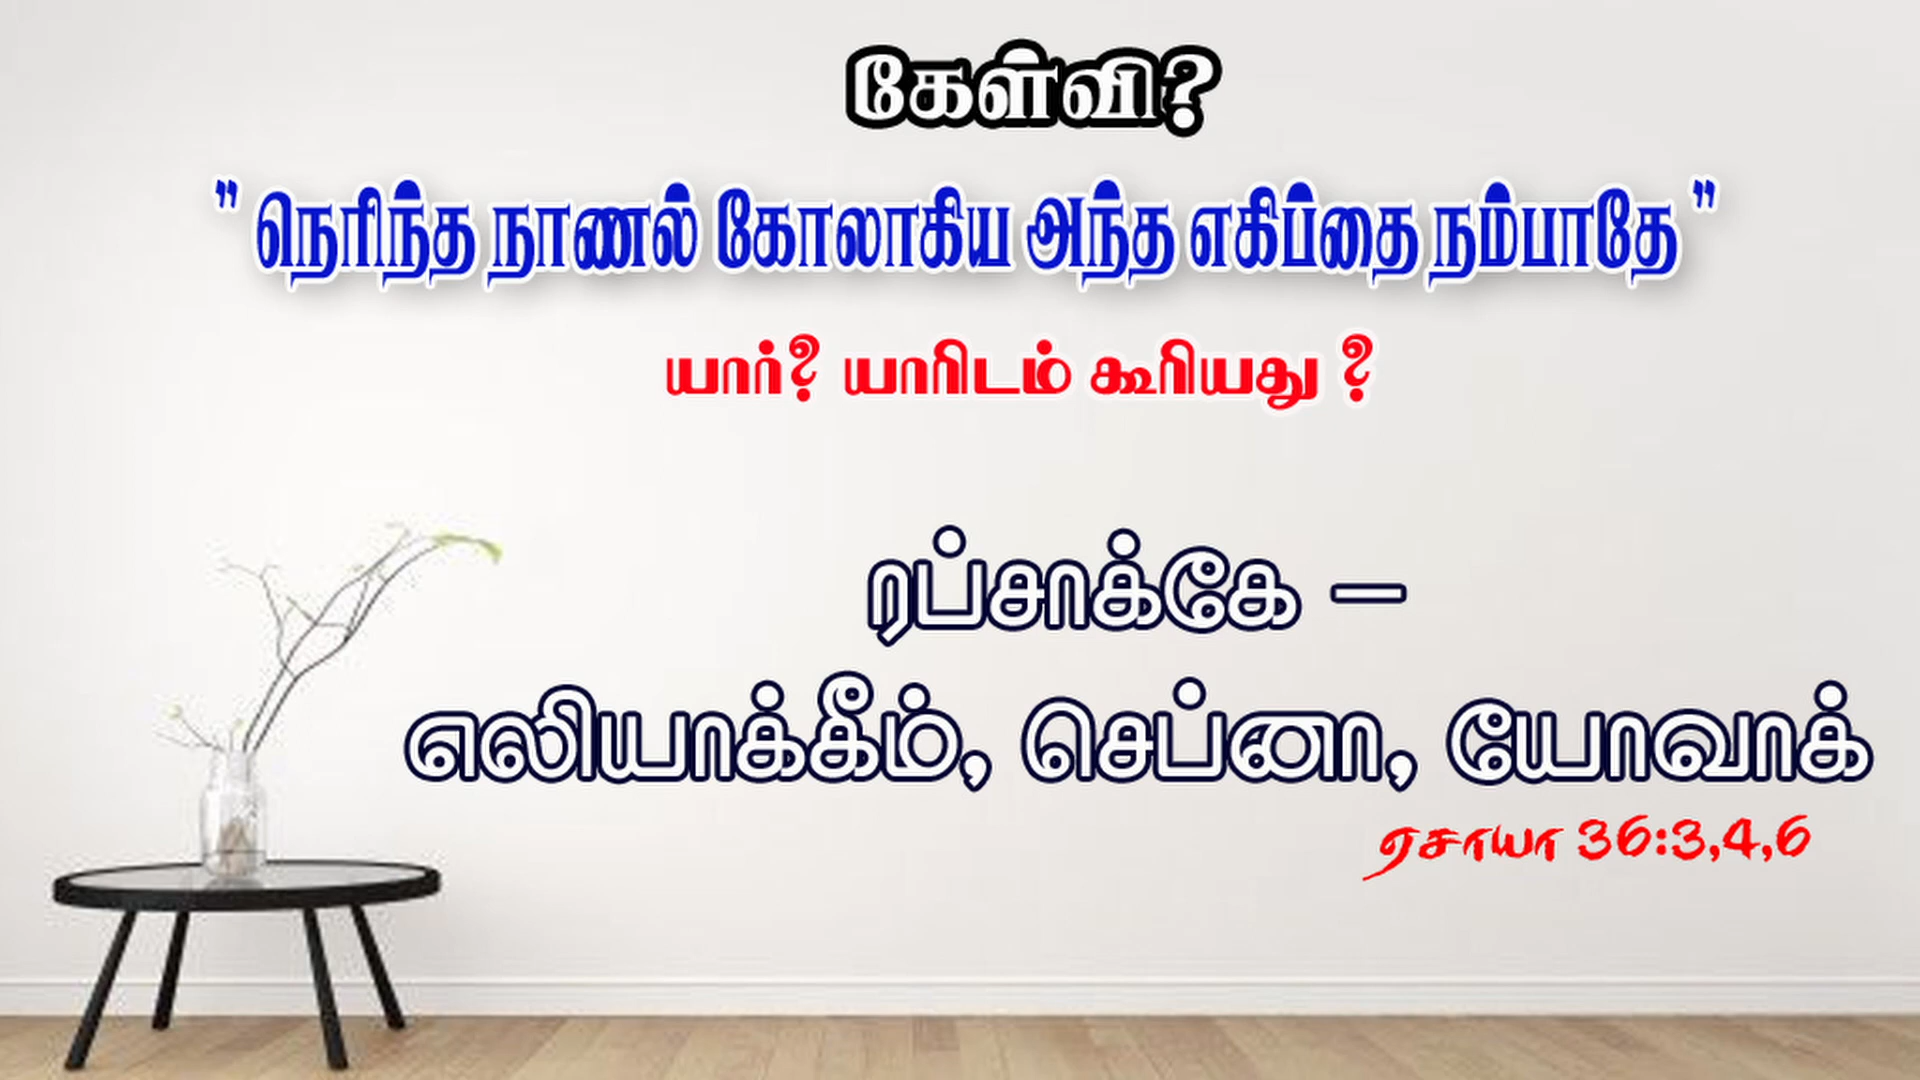 கேள்வி?
" நெரிந்த நாணல் கோலாகிய அந்த எகிப்தை நம்பாதே "
யார்? யாரிடம் கூரியது ?
ரப்சாக்கே –
எலியாக்கீம், செப்னா, யோவாக்
ஏசாயா 36:3,4,6